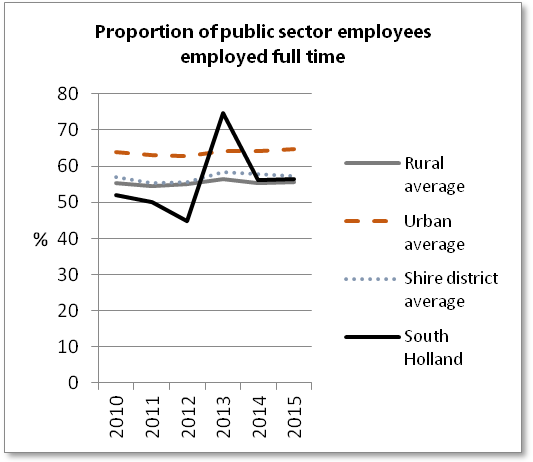 Proportion of public sector employees
employed full time
80
70
60
50
40
30
20
10
0
%
2010
2011
2012
2013
2014
2015
Rural
average
Urban
average
Shire district
average
South
Holland